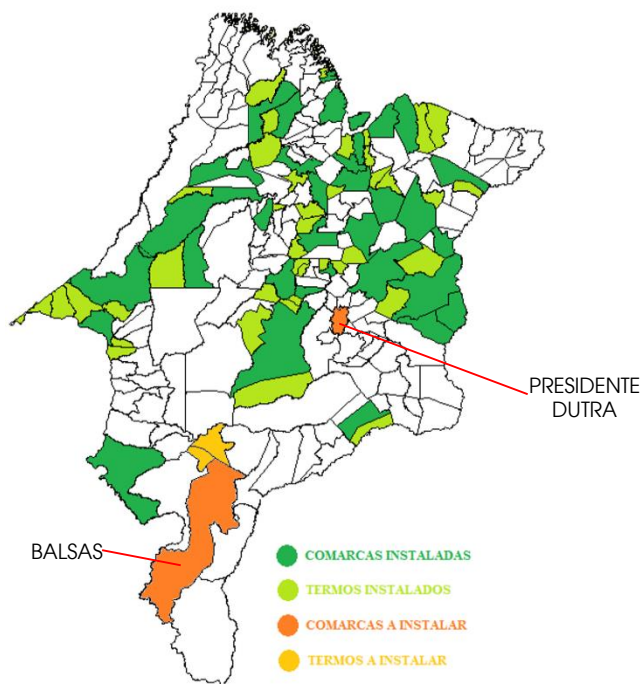 PRESIDENTE
DUTRA
BALSAS
COMARCAS INSTALADAS
TERMOS INSTALADOS
COMARCAS A INSTALAR
TERMOS A INSTALAR